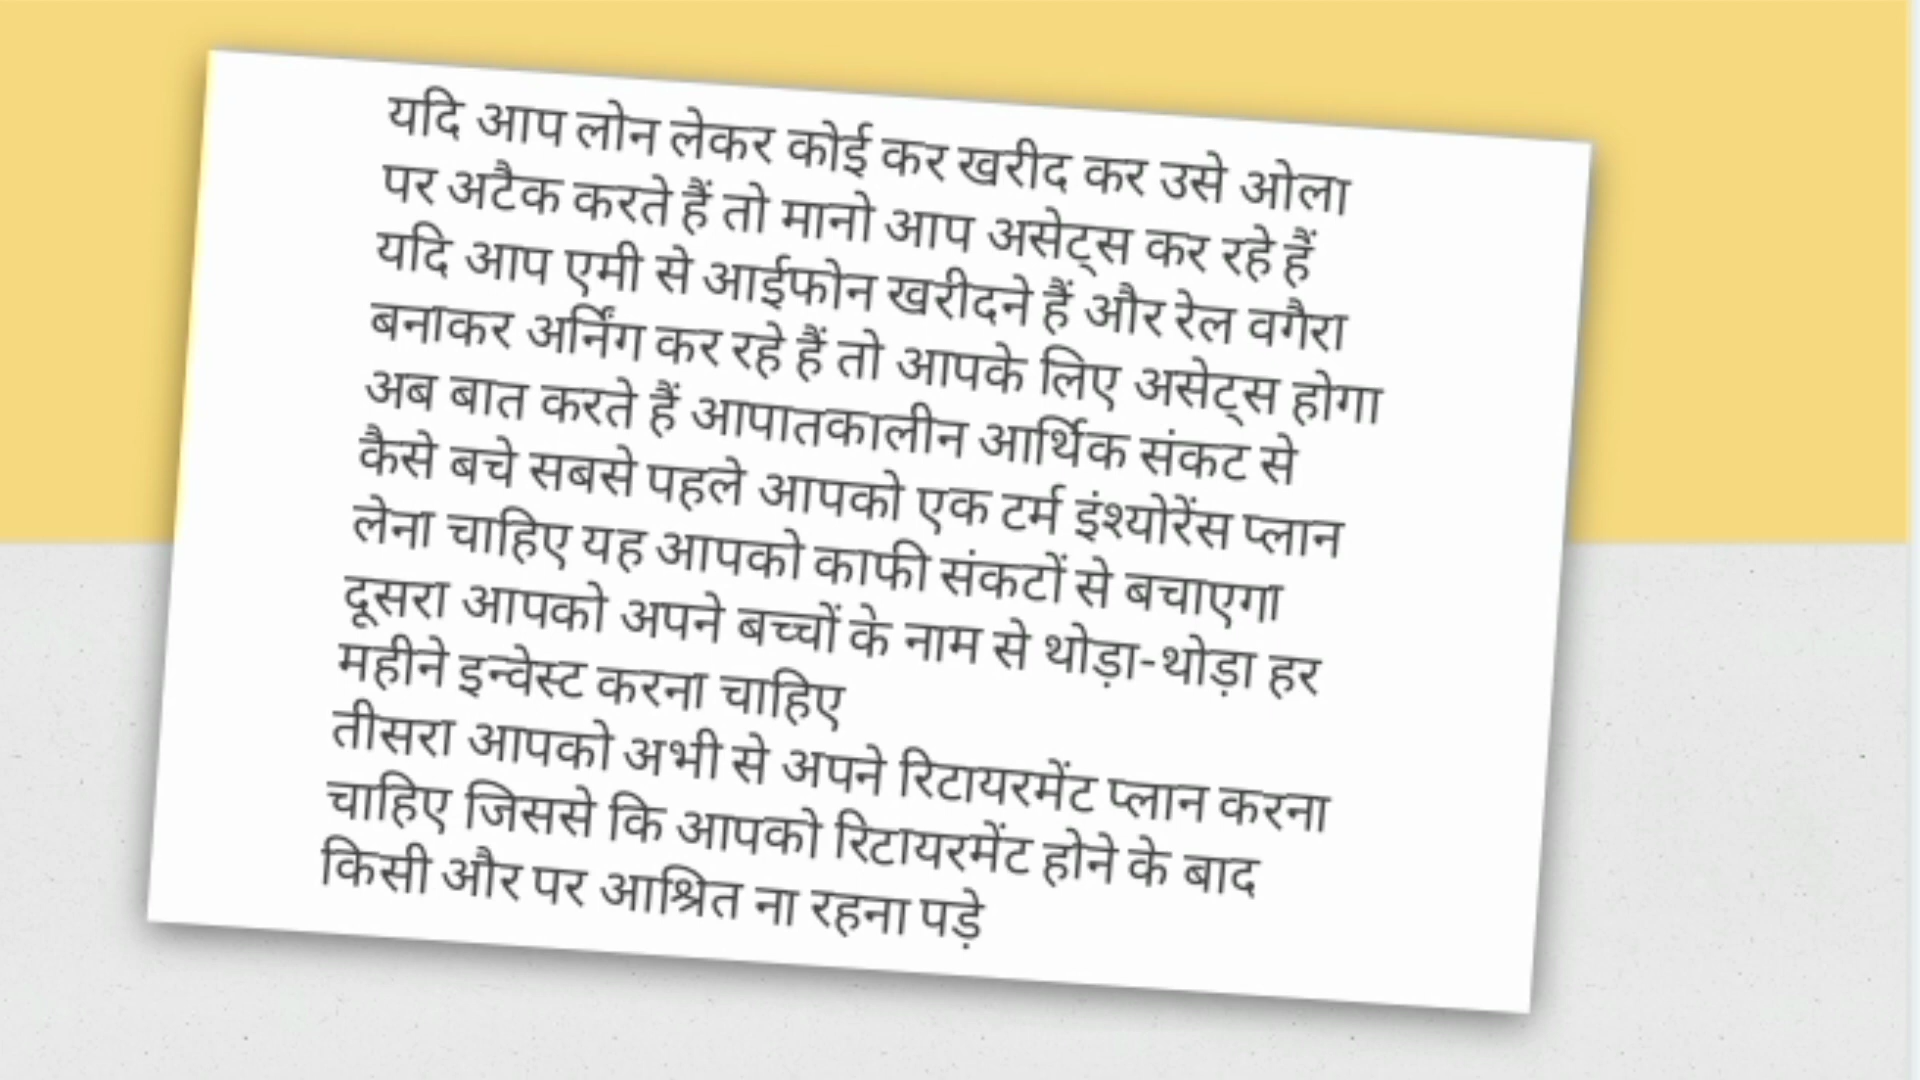 यदि आप लोन लेकर कोई कर खरीद कर उसे ओला
पर अटैक करते हैं तो मानो आप असेट्स कर रहे हैं
यदि आप एमी से आईफोन खरीदने हैं और रेल वगैरा
बनाकर अर्निंग कर रहे हैं तो आपके लिए असेट्स होगा
अब बात करते हैं आपातकालीन आर्थिक संकट से
कैसे बचे सबसे पहले आपको एक टर्म इंश्योरेंस प्लान
लेना चाहिए यह आपको काफी संकटों से बचाएगा
दूसरा आपको अपने बच्चों के नाम से थोड़ा-थोड़ा हर
महीने इन्वेस्ट करना चाहिए
तीसरा आपको अभी से अपने रिटायरमेंट प्लान करना
चाहिए जिससे कि आपको रिटायरमेंट होने के बाद
किसी और पर आश्रित ना रहना पड़े